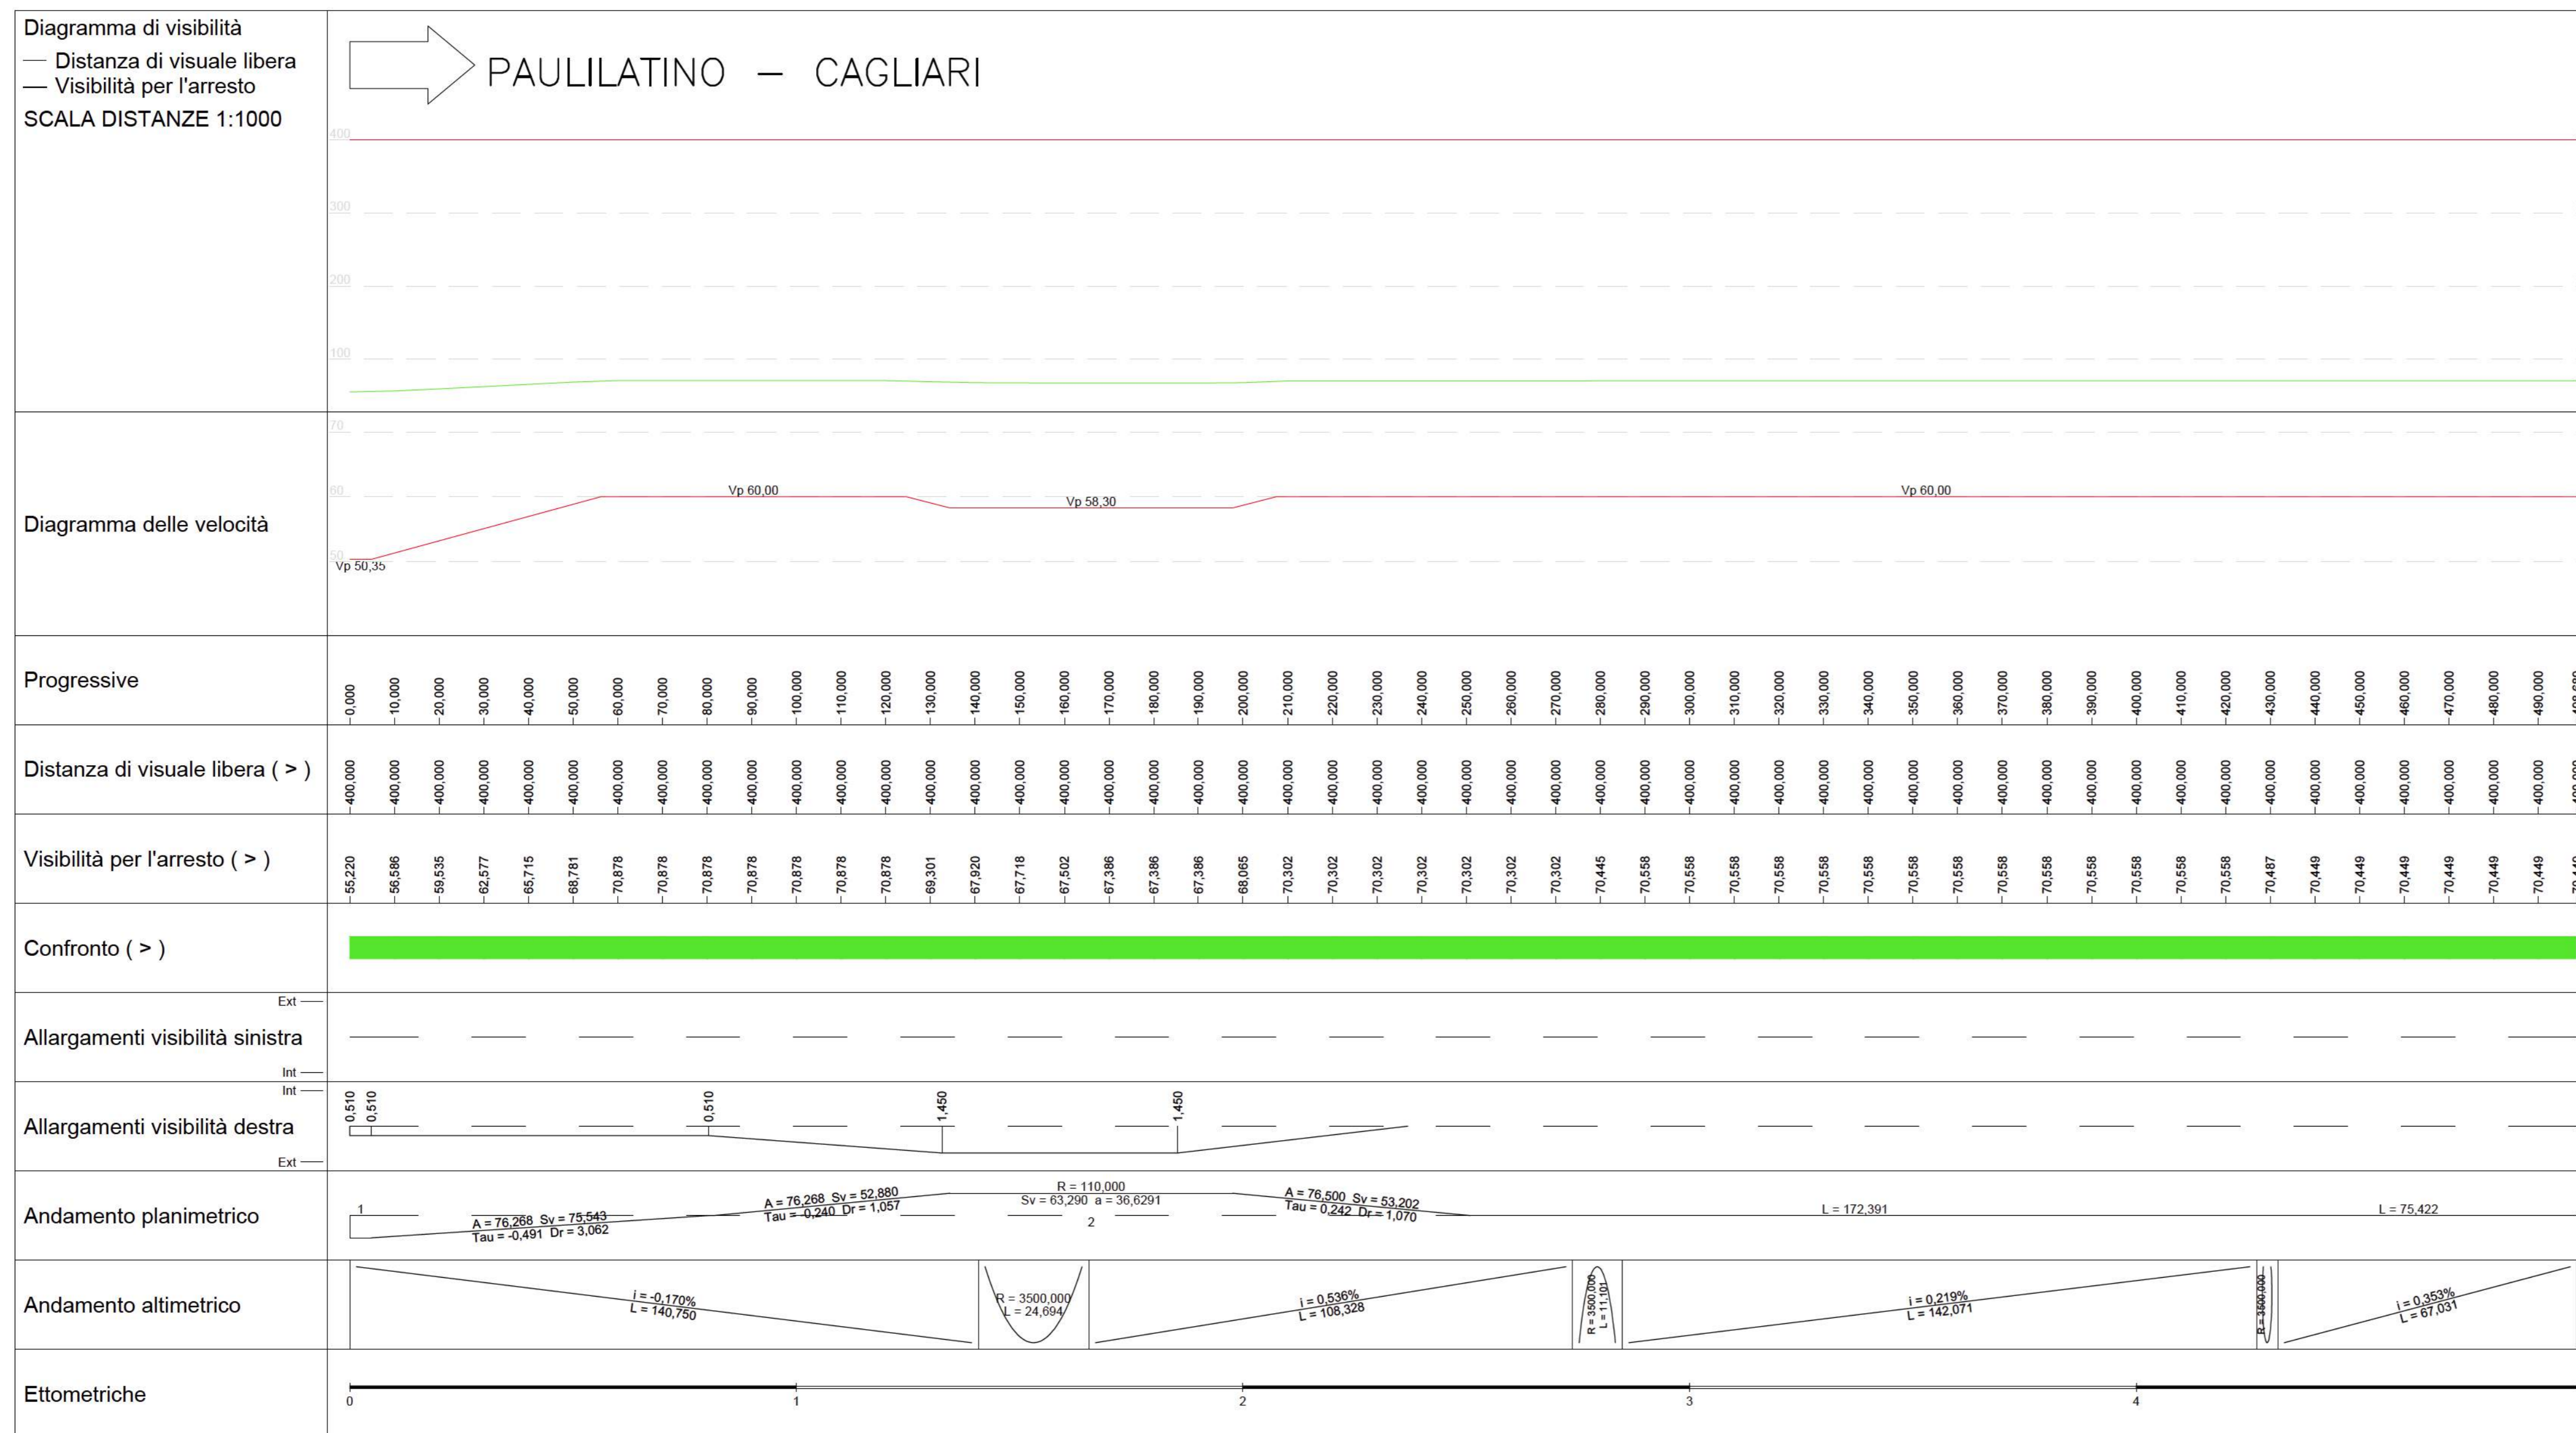 Diagramma di visibilità
Distanza di visuale libera
Visibilità per l'arresto
SCALA DISTANZE 1:1000
PAULILATINO – CAGLIARI
400
300
200
100
Diagramma delle velocità
70
60
50
Vp 50,35
Vp 60,00
Vp 58,30
Vp 60,00
Progressive
0,000 10,000 20,000 30,000 40,000 50,000 60,000 70,000 80,000 90,000 100,000 110,000 120,000 130,000 140,000 150,000 160,000 170,000 180,000 190,000 200,000 210,000 220,000 230,000 240,000 250,000 260,000 270,000 280,000 290,000 300,000 310,000 320,000 330,000 340,000 350,000 360,000 370,000 380,000 390,000 400,000 410,000 420,000 430,000 440,000 450,000 460,000 470,000 480,000 490,000
Distanza di visuale libera ( > )
400,000 400,000 400,000 400,000 400,000 400,000 400,000 400,000 400,000 400,000 400,000 400,000 400,000 400,000 400,000 400,000 400,000 400,000 400,000 400,000 400,000 400,000 400,000 400,000 400,000 400,000 400,000 400,000 400,000 400,000 400,000 400,000 400,000 400,000 400,000 400,000 400,000 400,000 400,000 400,000 400,000 400,000 400,000 400,000 400,000 400,000 400,000 400,000 400,000 400,000
Visibilità per l'arresto ( > )
55,220 56,586 59,535 62,577 65,715 68,781 70,878 70,878 70,878 70,878 70,878 70,878 70,878 69,301 67,920 67,718 67,502 67,386 67,386 67,386 68,065 70,302 70,302 70,302 70,302 70,302 70,302 70,302 70,445 70,558 70,558 70,558 70,558 70,558 70,558 70,558 70,558 70,558 70,558 70,558 70,558 70,558 70,558 70,487 70,449 70,449 70,449 70,449 70,449 70,449
Confronto ( > )
Ext
Allargamenti visibilità sinistra
Int
Int
Allargamenti visibilità destra
Ext
0,510 0,510 0,510 1,450 1,450
Andamento planimetrico
1
A = 76,268 Sv = 75,543
Tau = -0,491 Dr = 3,062
A = 76,268 Sv = 52,880
Tau = -0,240 Dr = 1,057
R = 110,000
Sv = 63,290 a = 36,6291
2
A = 76,500 Sv = 53,202
Tau = 0,242 Dr = 1,070
L = 172,391
L = 75,422
Andamento altimetrico
i = -0,170%
L = 140,750
R = 3500,000
L = 24,694
i = 0,536%
L = 108,328
R = 3500,000
L = 11,101
i = 0,219%
L = 142,071
R = 3500,000
i = 0,353%
L = 67,031
Ettometriche
0 1 2 3 4